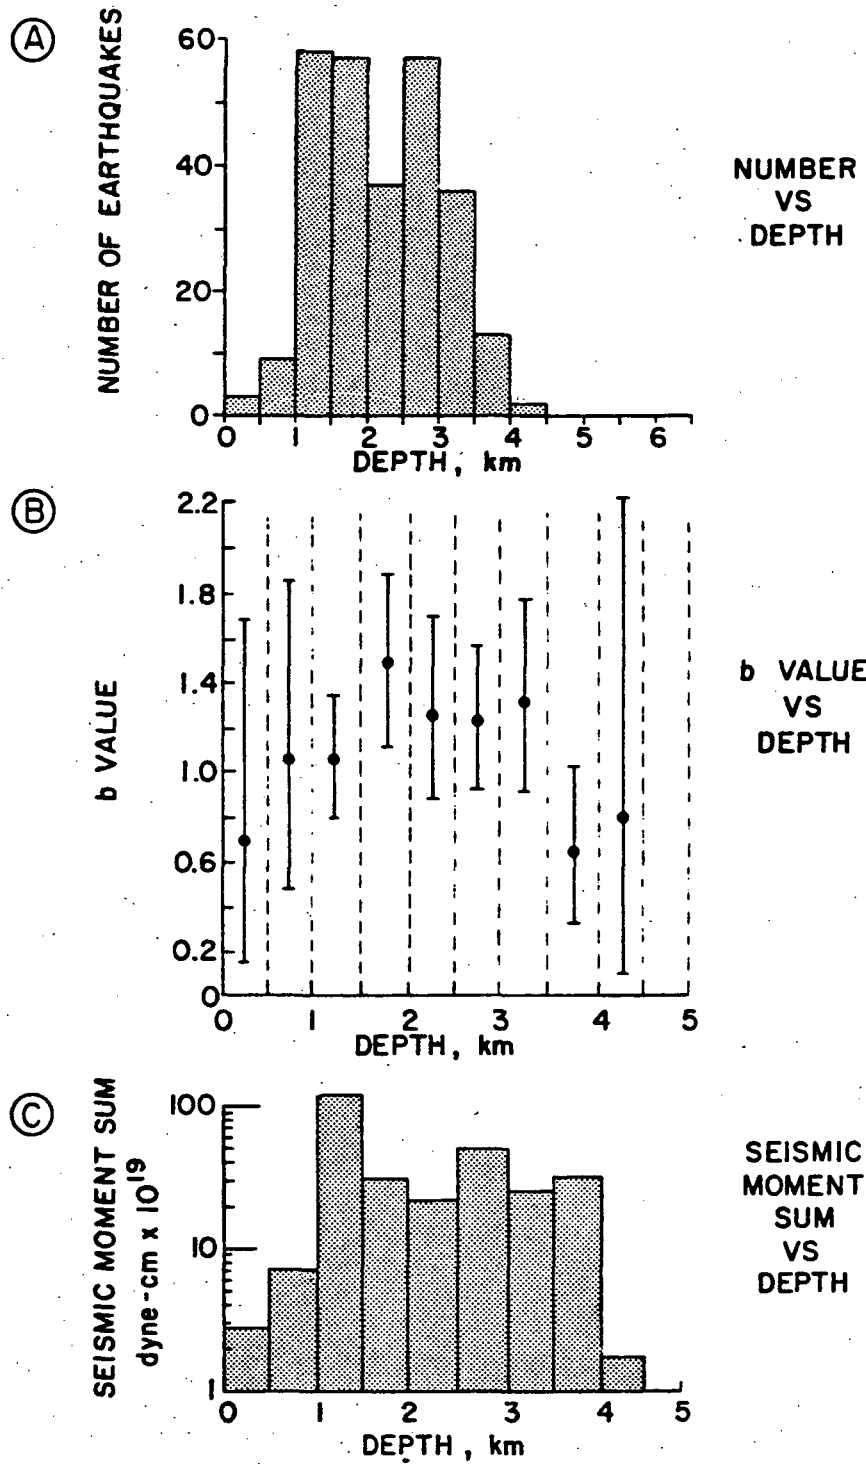 A
NUMBER OF EARTHQUAKES
60
40
20
0
0 1 2 3 4 5 6
DEPTH, km
NUMBER
VS
DEPTH
B
b VALUE
2.2
1.8
1.4
1.0
0.6
0.2
0
0 1 2 3 4 5
DEPTH, km
b VALUE
VS
DEPTH
C
SEISMIC MOMENT SUM
dyne-cm x 10¹⁹
100
10
1
0 1 2 3 4 5
DEPTH, km
SEISMIC
MOMENT
SUM
VS
DEPTH